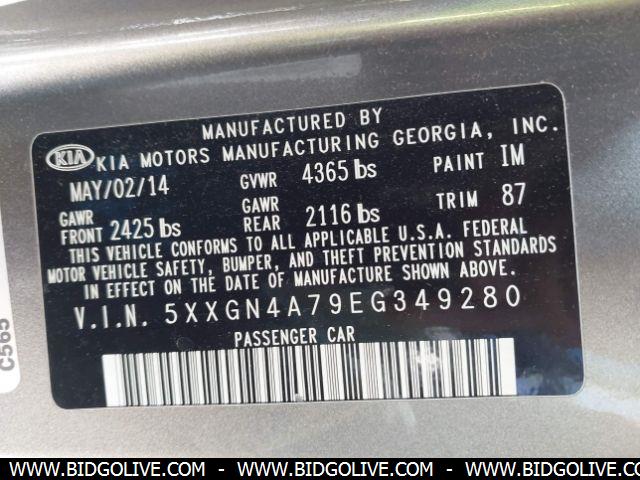 MANUFACTURED BY
KIA KIA MOTORS MANUFACTURING GEORGIA, INC.
MAY/02/14 GVWR 4365 lbs PAINT IM
GAWR FRONT 2425 lbs GAWR REAR 2116 lbs TRIM 87
THIS VEHICLE CONFORMS TO ALL APPLICABLE U.S.A. FEDERAL
MOTOR VEHICLE SAFETY, BUMPER, AND THEFT PREVENTION STANDARDS
IN EFFECT ON THE DATE OF MANUFACTURE SHOWN ABOVE.
V.I.N. 5XXGN4A79EG349280
PASSENGER CAR
C565
WWW.BIDGOLIVE.COM - WWW.BIDGOLIVE.COM - WWW.BIDGOLIVE.COM